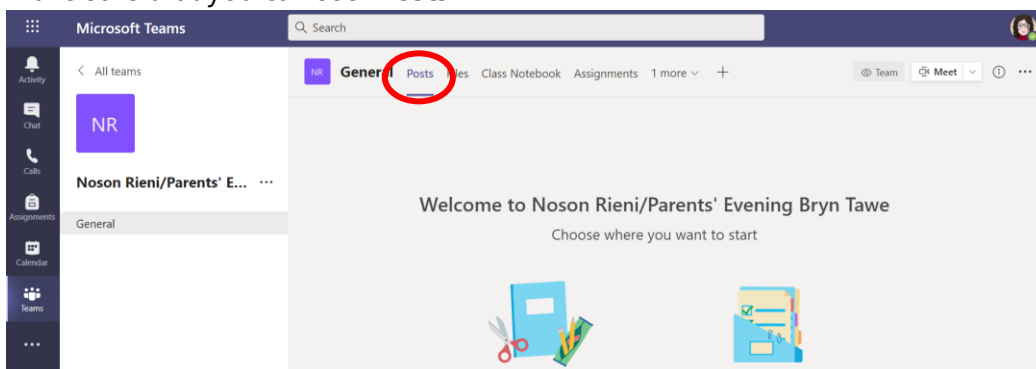 Microsoft Teams
Search
Activity
Chat
Calls
Assignments
Calendar
Teams
All teams
NR
Noson Rieni/Parents' E...
General
NR General Posts Files Class Notebook Assignments 1 more +
Team Meet
Welcome to Noson Rieni/Parents' Evening Bryn Tawe
Choose where you want to start